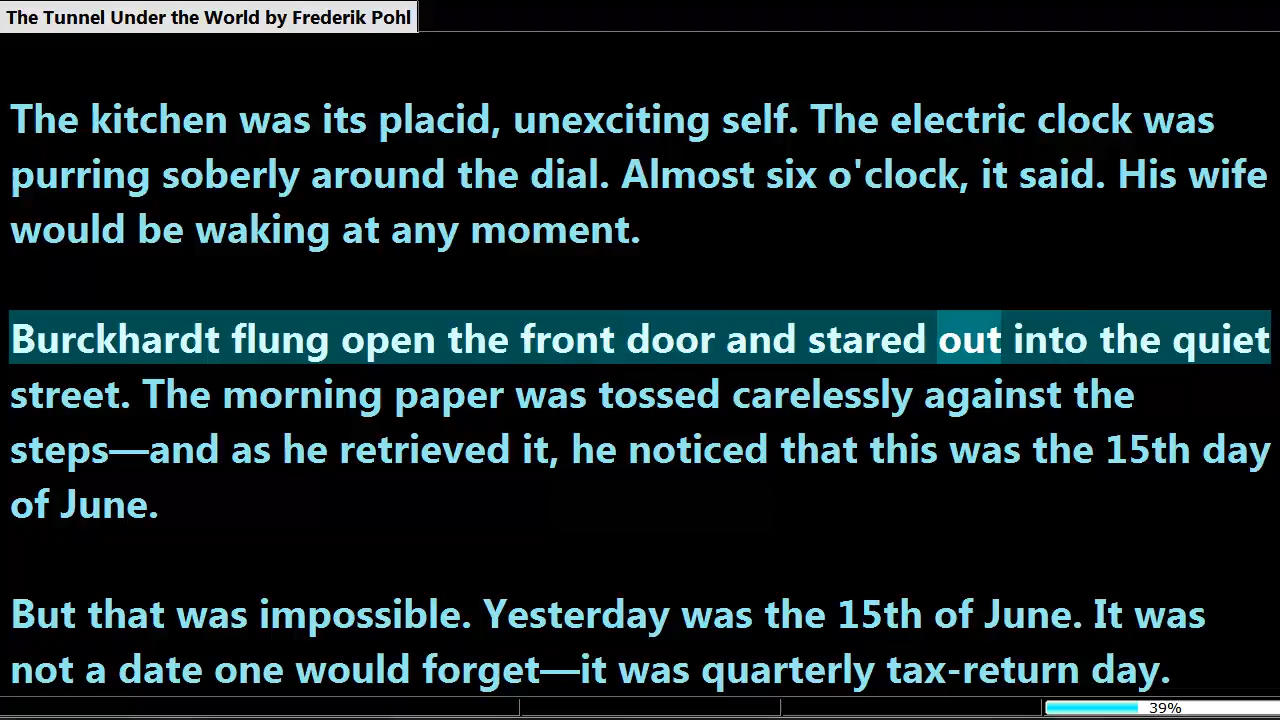 The Tunnel Under the World by Frederik Pohl
The kitchen was its placid, unexciting self. The electric clock was
purring soberly around the dial. Almost six o'clock, it said. His wife
would be waking at any moment.
Burckhardt flung open the front door and stared out into the quiet
street. The morning paper was tossed carelessly against the
steps—and as he retrieved it, he noticed that this was the 15th day
of June.
But that was impossible. Yesterday was the 15th of June. It was
not a date one would forget—it was quarterly tax-return day.
39%